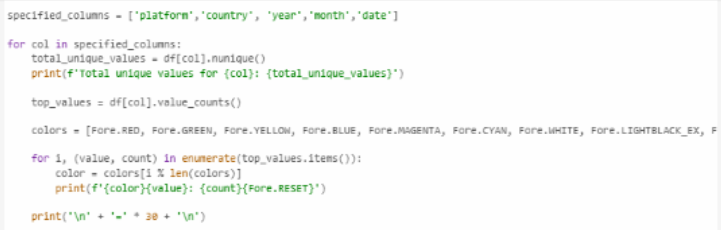 specified_columns = ['platform','country', 'year','month','date']
for col in specified_columns:
total_unique_values = df[col].nunique()
print(f'Total unique values for {col}: {total_unique_values}')
top_values = df[col].value_counts()
colors = [Fore.RED, Fore.GREEN, Fore.YELLOW, Fore.BLUE, Fore.MAGENTA, Fore.CYAN, Fore.WHITE, Fore.LIGHTBLACK_EX, F
for i, (value, count) in enumerate(top_values.items()):
color = colors[i % len(colors)]
print(f'{color}{value}: {count}{Fore.RESET}')
print('\n' + '=' * 30 + '\n')